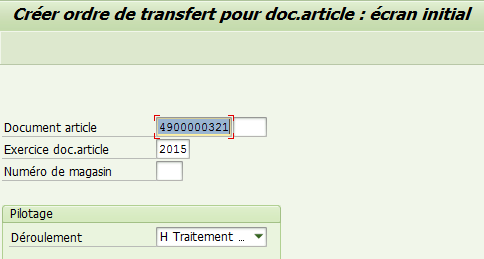 Créer ordre de transfert pour doc.article : écran initial
Document article 4900000321
Exercice doc.article 2015
Numéro de magasin
Pilotage
Déroulement H Traitement ...